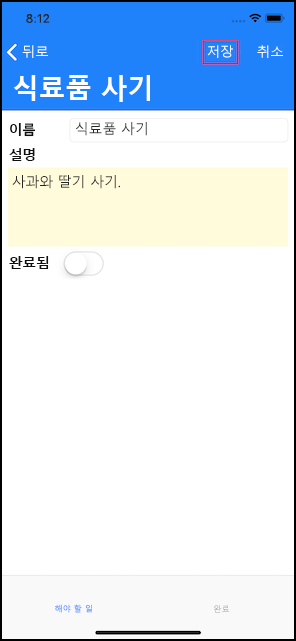 8:12
뒤로 저장 취소
식료품 사기
이름 식료품 사기
설명
사과와 딸기 사기.
완료됨
해야 할 일 완료